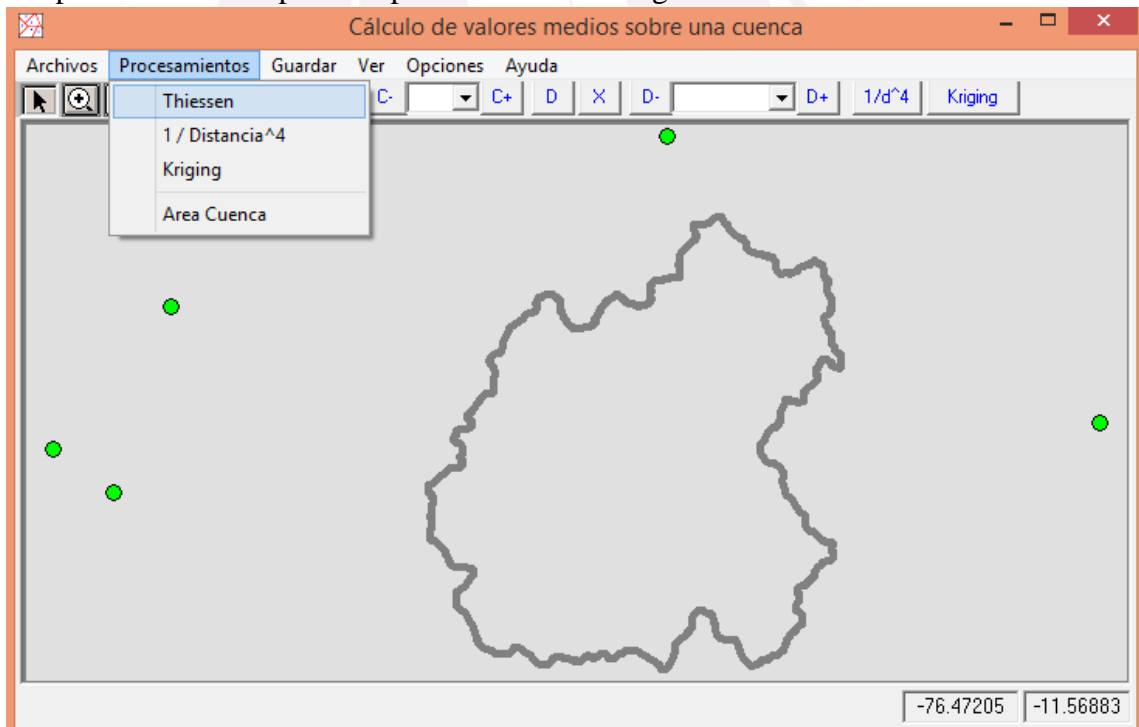 Cálculo de valores medios sobre una cuenca
Archivos Procesamientos Guardar Ver Opciones Ayuda
C- C+ D X D- D+ 1/d^4 Kriging
Thiessen
1 / Distancia^4
Kriging
Area Cuenca
-76.47205 -11.56883